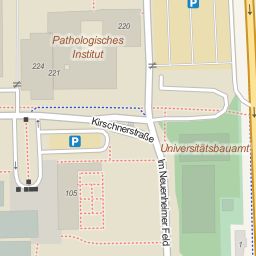 P
220
Pathologisches
Institut
224
221
Kirschnerstraße
P
Universitätsbauamt
Im Neuenheimer Feld
105
1